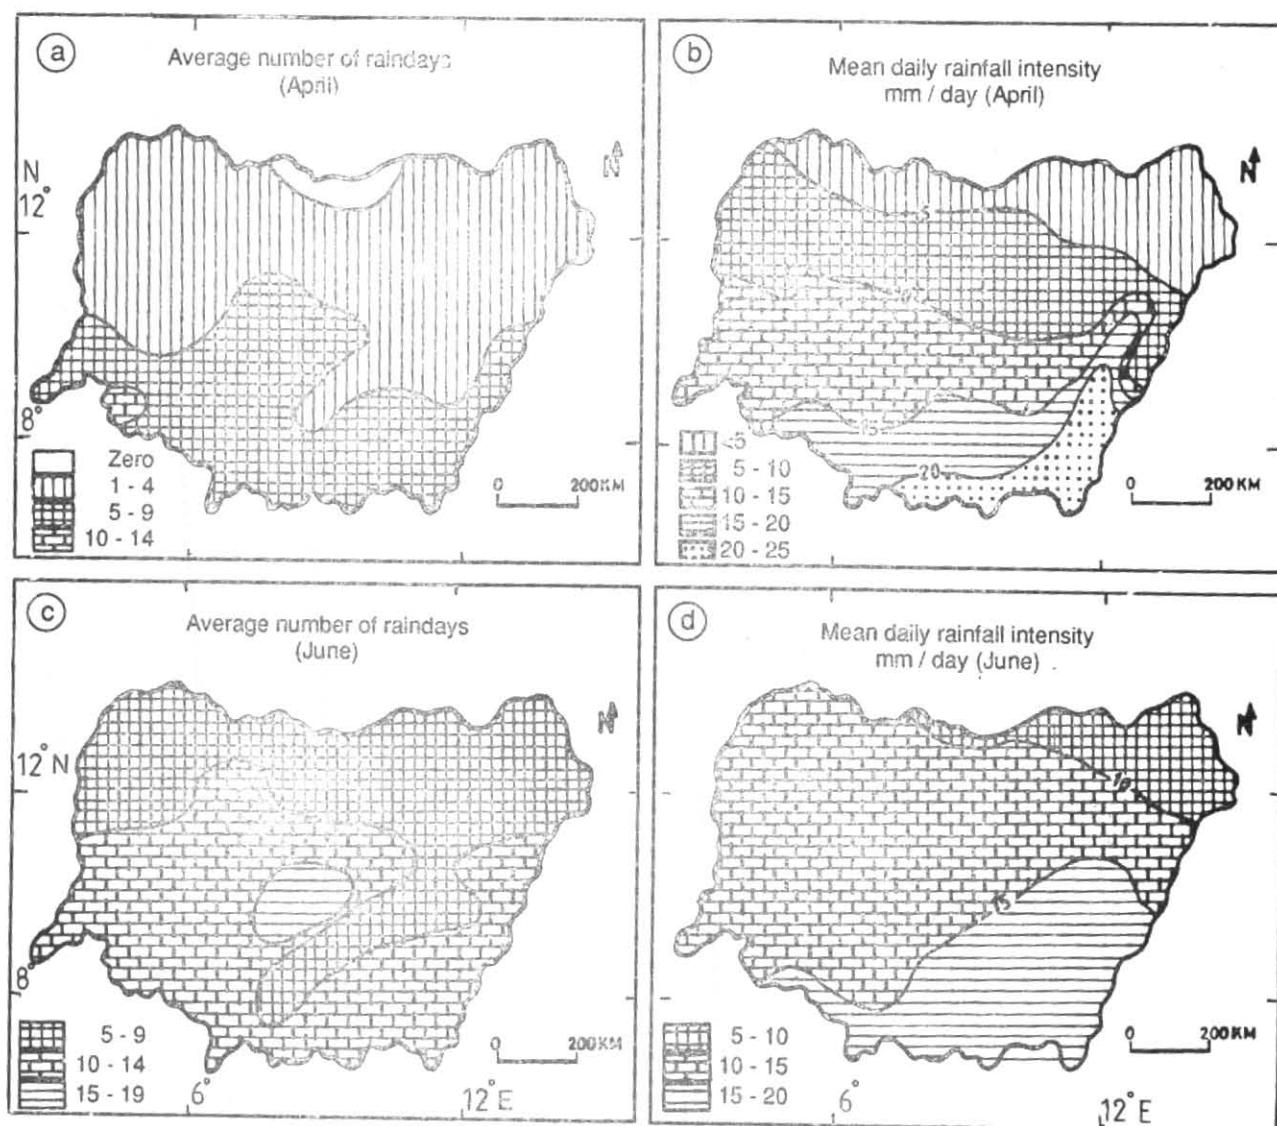 a
Average number of raindays
(April)
N
N
12°
8°
Zero
1 - 4
5 - 9
10 - 14
0 200KM
b
Mean daily rainfall intensity
mm / day (April)
N
5
10
15
20
<5
5 - 10
10 - 15
15 - 20
20 - 25
0 200KM
c
Average number of raindays
(June)
N
12° N
8°
5 - 9
10 - 14
15 - 19
0 200KM
6° 12°E
d
Mean daily rainfall intensity
mm / day (June)
N
10
15
5 - 10
10 - 15
15 - 20
0 200KM
6° 12°E